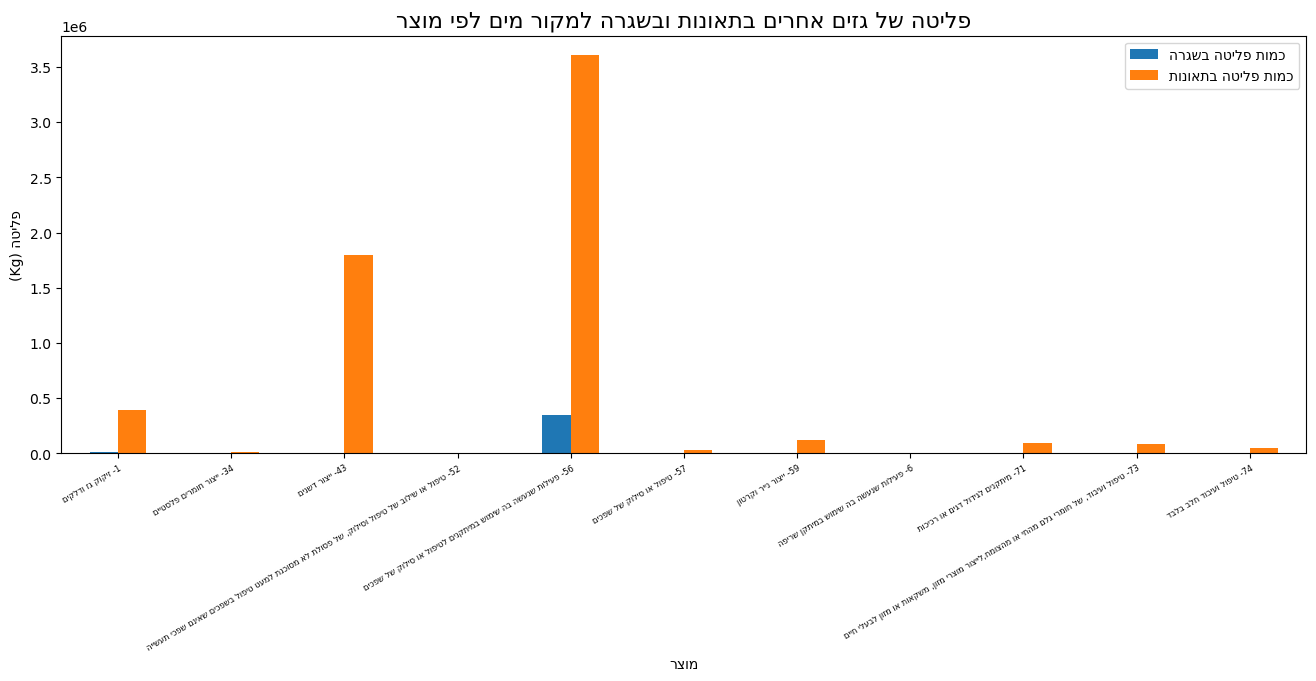 פליטה של גזים אחרים בתאונות ובשגרה למקור מים לפי מוצר
1e6
כמות פליטה בשגרה
כמות פליטה בתאונות
3.5
3.0
2.5
2.0
1.5
1.0
0.5
0.0
פליטה (Kg)
1- זיקוק גז ודלקים
34- ייצור חומרים פלסטיים
43- ייצור דשנים
52- טיפול או שילוב של טיפול וסילוק, של פסולת לא מסוכנת למעט טיפול בשפכים שאינם שפכי תעשייה
56- פעילות שנעשה בה שימוש במיתקנים לטיפול או סילוק של שפכים
57- טיפול או סילוק של שפכים
59- ייצור נייר וקרטון
6- פעילות שנעשה בה שימוש במיתקן שריפה
71- מיתקנים לגידול דגים או רכיכות
73- טיפול ועיבוד, של חומרי גלם מהחי או מהצומח,לייצור מוצרי מזון, משקאות או מזון לבעלי חיים
74- טיפול ועיבוד חלב בלבד
מוצר